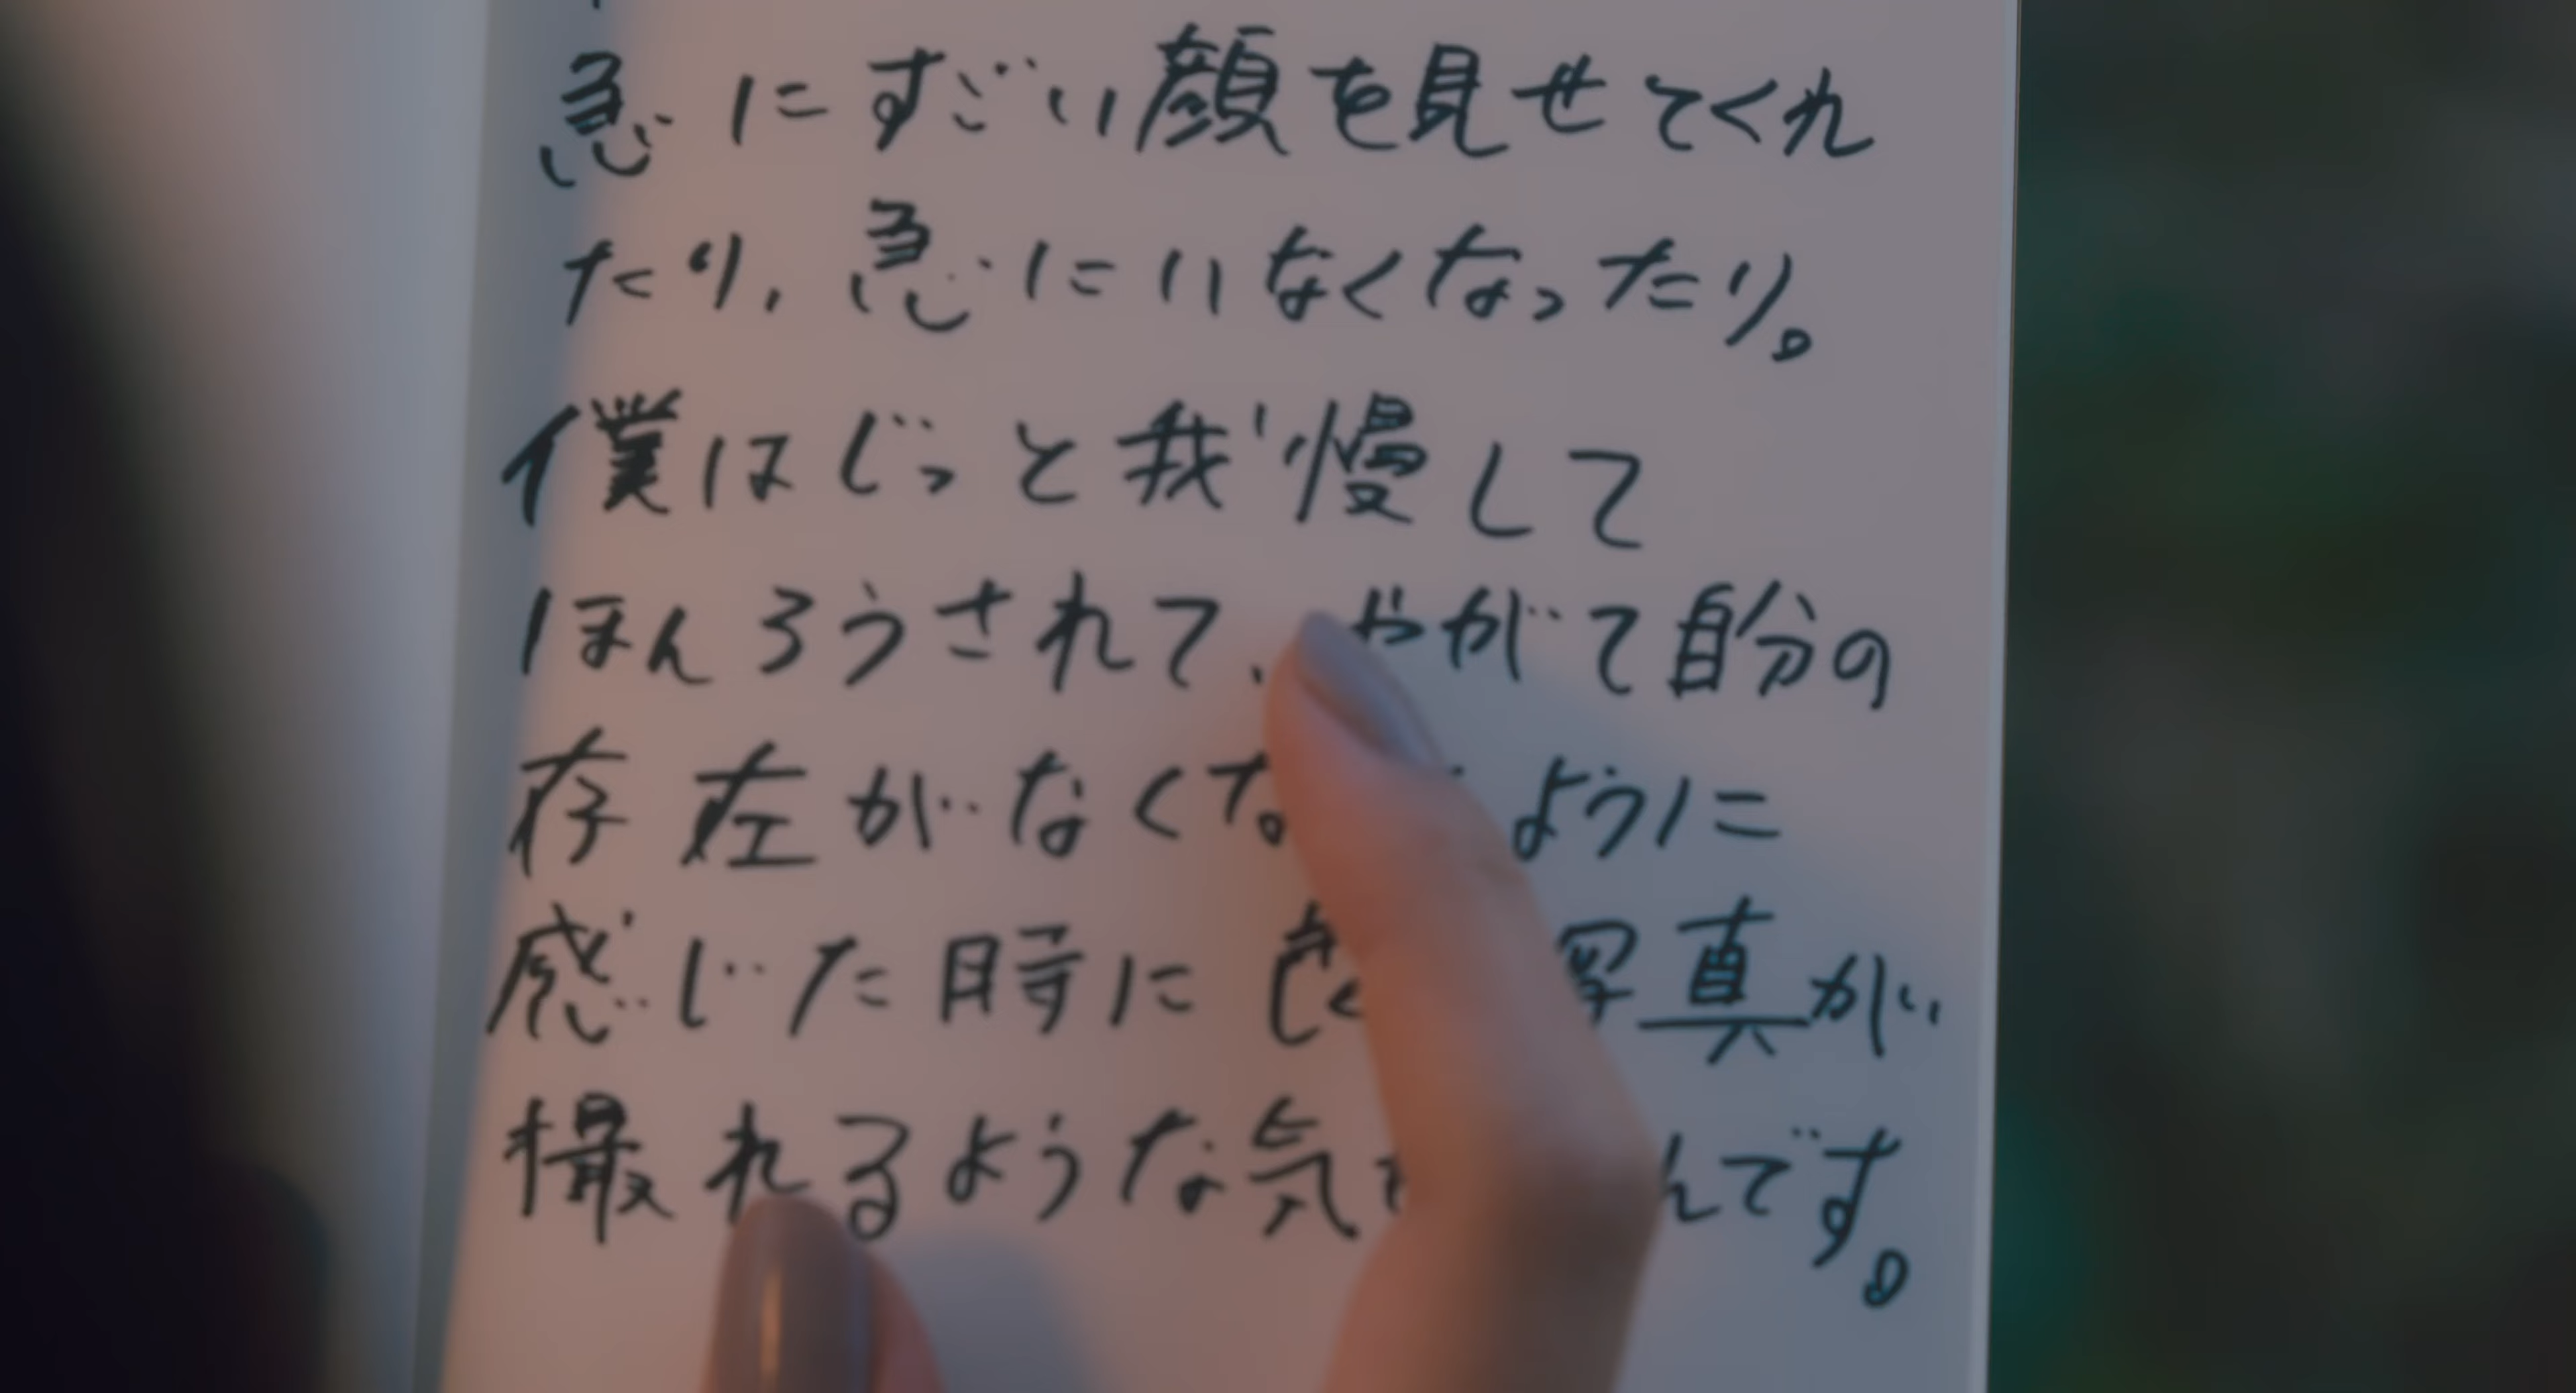 急にすごい顔を見せてくれ
たり、急にいなくなったり。
僕はじっと我慢して
ほんろうされて、やがて自分の
存在がなくな ように
感じた時に 写真が
撮れるような気 んです。